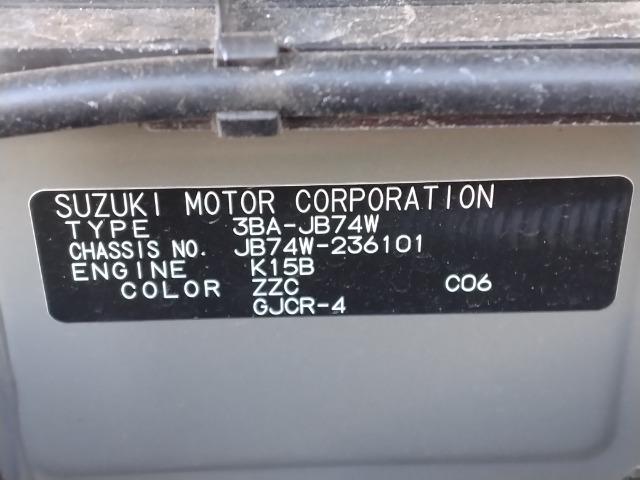 SUZUKI MOTOR CORPORATION
TYPE 3BA-JB74W
CHASSIS NO. JB74W-236101
ENGINE K15B
COLOR ZZC C06
GJCR-4